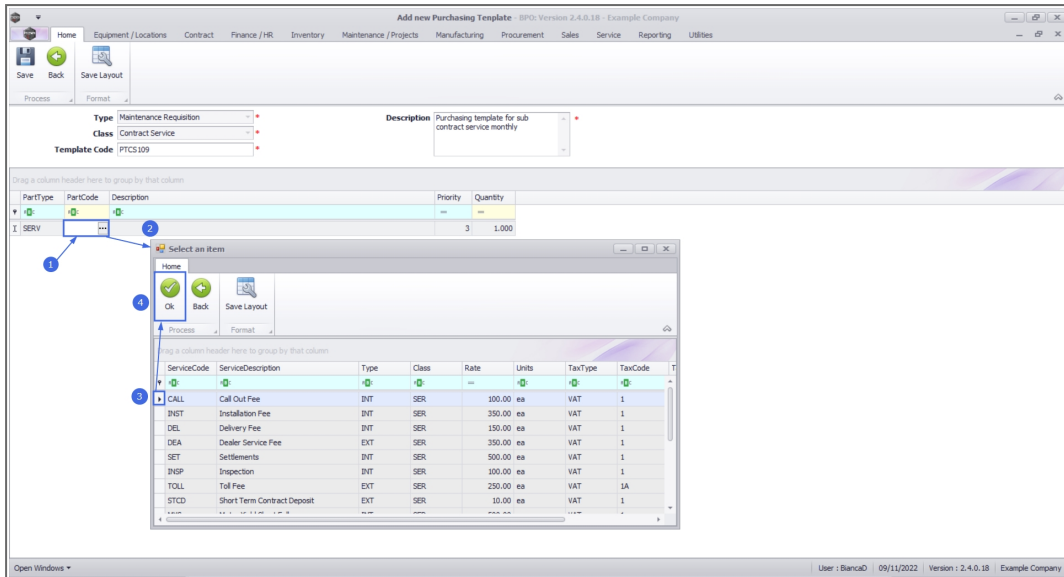 Add new Purchasing Template - BPO: Version 2.4.0.18 - Example Company
Home Equipment / Locations Contract Finance / HR Inventory Maintenance / Projects Manufacturing Procurement Sales Service Reporting Utilities
Save Back Save Layout
Process Format
Type Maintenance Requisition * Description Purchasing template for sub *
contract service monthly
Class Contract Service *
Template Code PTCS109 *
Drag a column header here to group by that column
PartType PartCode Description Priority Quantity
= =
I SERV ... 2 3 1.000
1
Select an item
Home
4 Ok Back Save Layout
Process Format
Drag a column header here to group by that column
ServiceCode ServiceDescription Type Class Rate Units TaxType TaxCode T
=
3 CALL Call Out Fee INT SER 100.00 ea VAT 1
INST Installation Fee INT SER 350.00 ea VAT 1
DEL Delivery Fee INT SER 150.00 ea VAT 1
DEA Dealer Service Fee EXT SER 350.00 ea VAT 1
SET Settlements INT SER 500.00 ea VAT 1
INSP Inspection INT SER 100.00 ea VAT 1
TOLL Toll Fee EXT SER 250.00 ea VAT 1A
STCD Short Term Contract Deposit EXT SER 10.00 ea VAT 1
Open Windows User : BiancaD 09/11/2022 Version : 2.4.0.18 Example Company